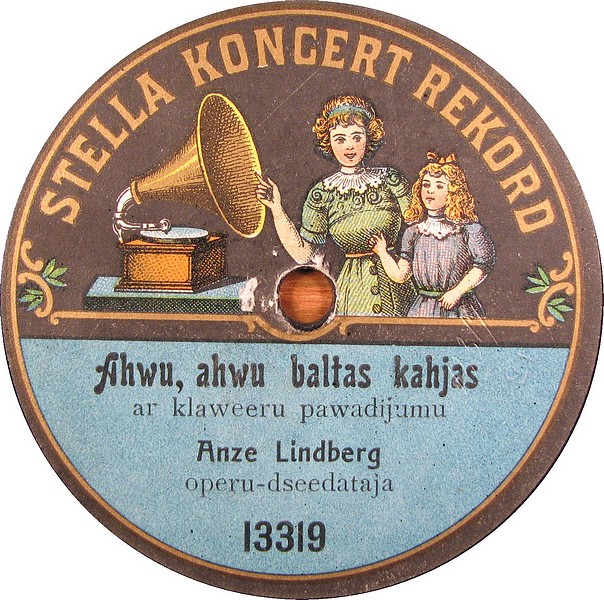 STELLA KONCERT REKORD
Ahwu, ahwu baltas kahjas
ar klaweeru pawadijumu
Anze Lindberg
operu-dseedataja
13319